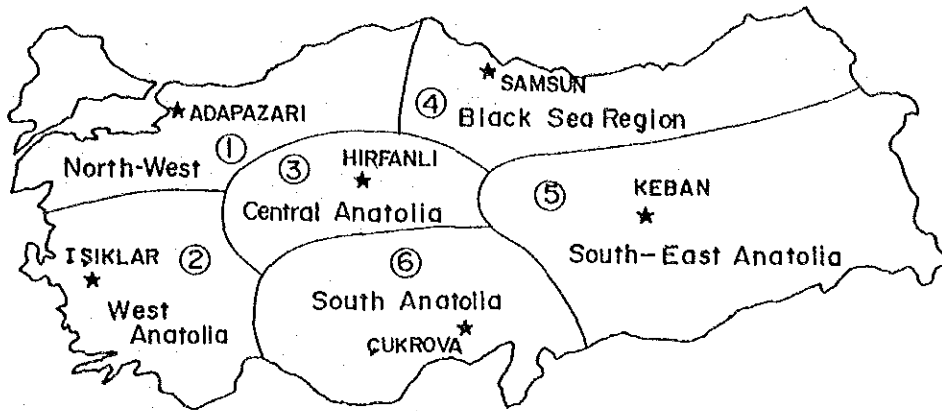 SAMSUN
④
Black Sea Region
ADAPAZARI
①
North-West
③
HIRFANLI
Central Anatolia
⑤
KEBAN
South-East Anatolia
IŞIKLAR
②
West
Anatolia
⑥
South Anatolia
ÇUKROVA